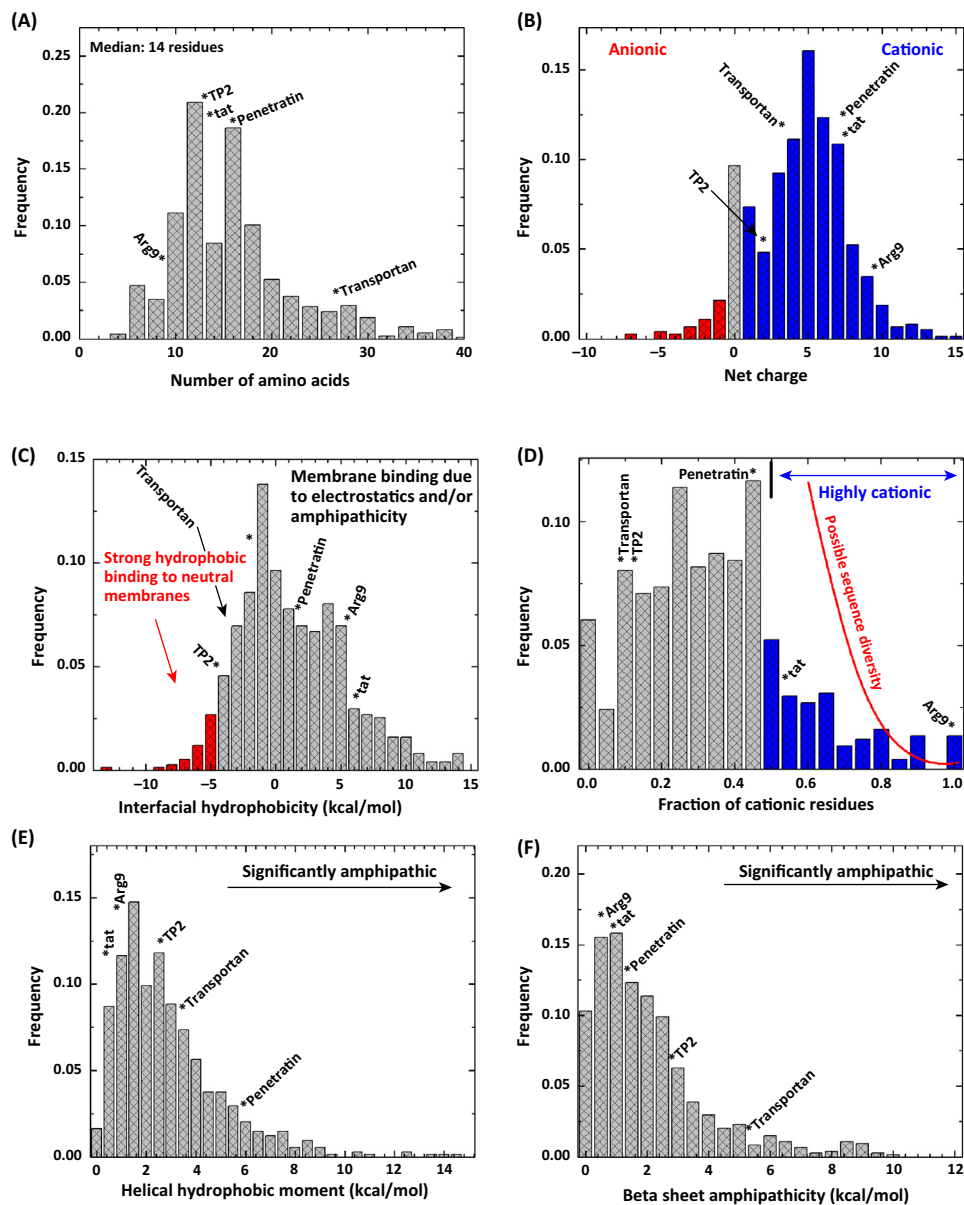 (A)
Median: 14 residues
0.25
0.20
0.15
0.10
0.05
0.00
Frequency
*TP2
*tat
*Penetratin
Arg9*
*Transportan
0
10
20
30
40
Number of amino acids
(B)
Anionic
Cationic
0.15
0.10
0.05
0.00
Frequency
Transportan*
*Penetratin
*tat
TP2
*
*Arg9
−10
−5
0
5
10
15
Net charge
(C)
0.15
0.10
0.05
0.00
Frequency
Membrane binding due
to electrostatics and/or
amphipathicity
Transportan
*
Strong hydrophobic
binding to neutral
membranes
*Penetratin
*Arg9
TP2*
*tat
−10
−5
0
5
10
15
Interfacial hydrophobicity (kcal/mol)
(D)
0.10
0.05
0.00
Frequency
Penetratin*
Highly cationic
*Transportan
*TP2
Possible sequence
diversity
*tat
Arg9*
0.0
0.2
0.4
0.6
0.8
1.0
Fraction of cationic residues
(E)
Significantly amphipathic
0.15
0.10
0.05
0.00
Frequency
*tat
*Arg9
*TP2
*Transportan
*Penetratin
0
2
4
6
8
10
12
14
Helical hydrophobic moment (kcal/mol)
(F)
Significantly amphipathic
0.20
0.15
0.10
0.05
0.00
Frequency
*Arg9
*tat
*Penetratin
*TP2
*Transportan
0
2
4
6
8
10
12
Beta sheet amphipathicity (kcal/mol)